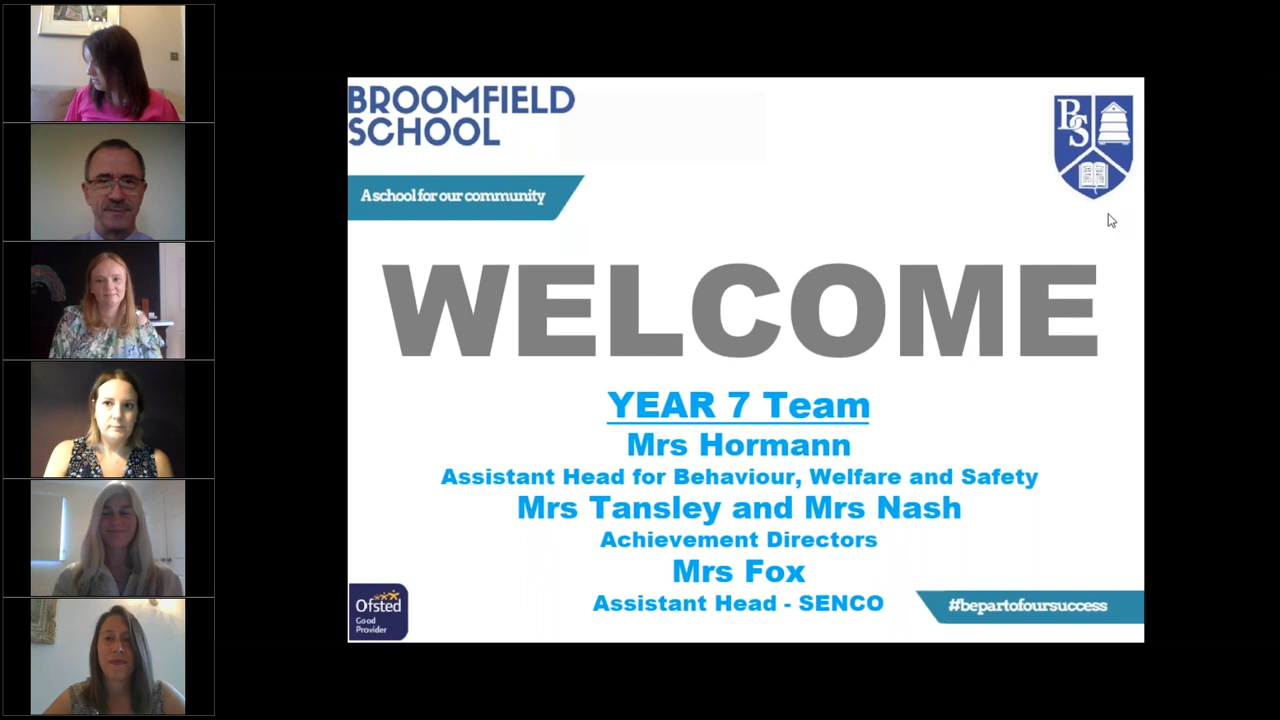 BROOMFIELD
SCHOOL
A school for our community
BS
WELCOME
YEAR 7 Team
Mrs Hormann
Assistant Head for Behaviour, Welfare and Safety
Mrs Tansley and Mrs Nash
Achievement Directors
Mrs Fox
Assistant Head - SENCO
Ofsted
Good
Provider
#bepartofoursuccess